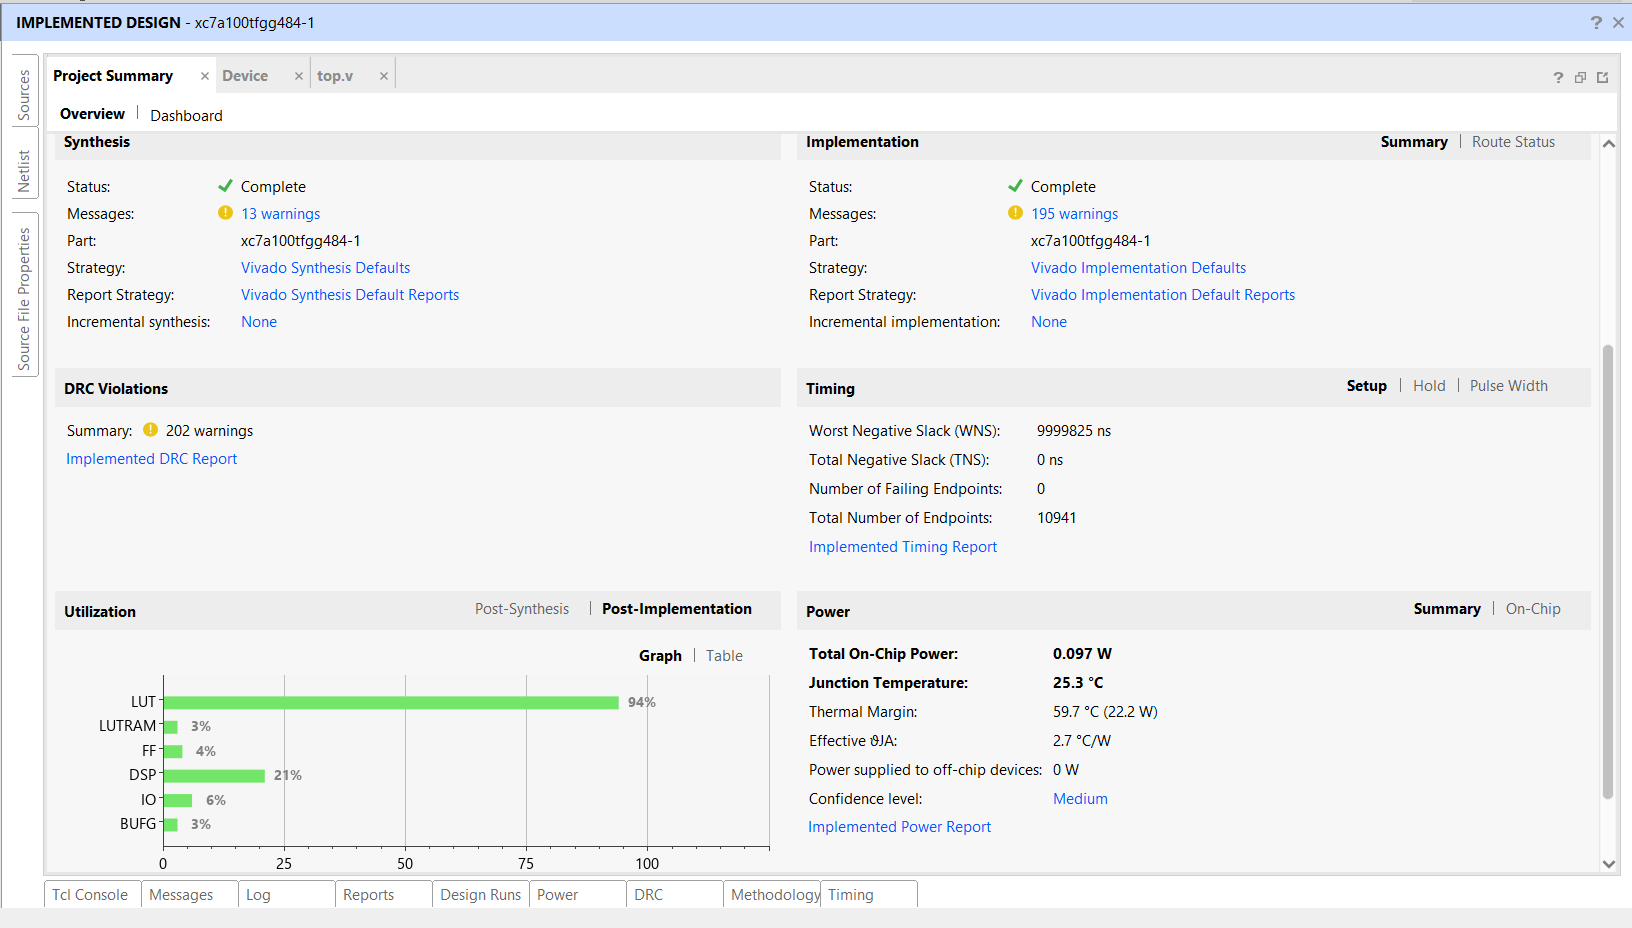 IMPLEMENTED DESIGN - xc7a100tfgg484-1
? ×
Sources
Netlist
Source File Properties
Project Summary × Device × top.v ×
?
Overview | Dashboard
Synthesis
Status: Complete
Messages: 13 warnings
Part: xc7a100tfgg484-1
Strategy: Vivado Synthesis Defaults
Report Strategy: Vivado Synthesis Default Reports
Incremental synthesis: None
Implementation Summary | Route Status
Status: Complete
Messages: 195 warnings
Part: xc7a100tfgg484-1
Strategy: Vivado Implementation Defaults
Report Strategy: Vivado Implementation Default Reports
Incremental implementation: None
DRC Violations
Summary: 202 warnings
Implemented DRC Report
Timing Setup | Hold | Pulse Width
Worst Negative Slack (WNS): 9999825 ns
Total Negative Slack (TNS): 0 ns
Number of Failing Endpoints: 0
Total Number of Endpoints: 10941
Implemented Timing Report
Utilization Post-Synthesis | Post-Implementation
Graph | Table
LUT 94%
LUTRAM 3%
FF 4%
DSP 21%
IO 6%
BUFG 3%
0 25 50 75 100
Power Summary | On-Chip
Total On-Chip Power: 0.097 W
Junction Temperature: 25.3 °C
Thermal Margin: 59.7 °C (22.2 W)
Effective ϑJA: 2.7 °C/W
Power supplied to off-chip devices: 0 W
Confidence level: Medium
Implemented Power Report
Tcl Console Messages Log Reports Design Runs Power DRC Methodology Timing